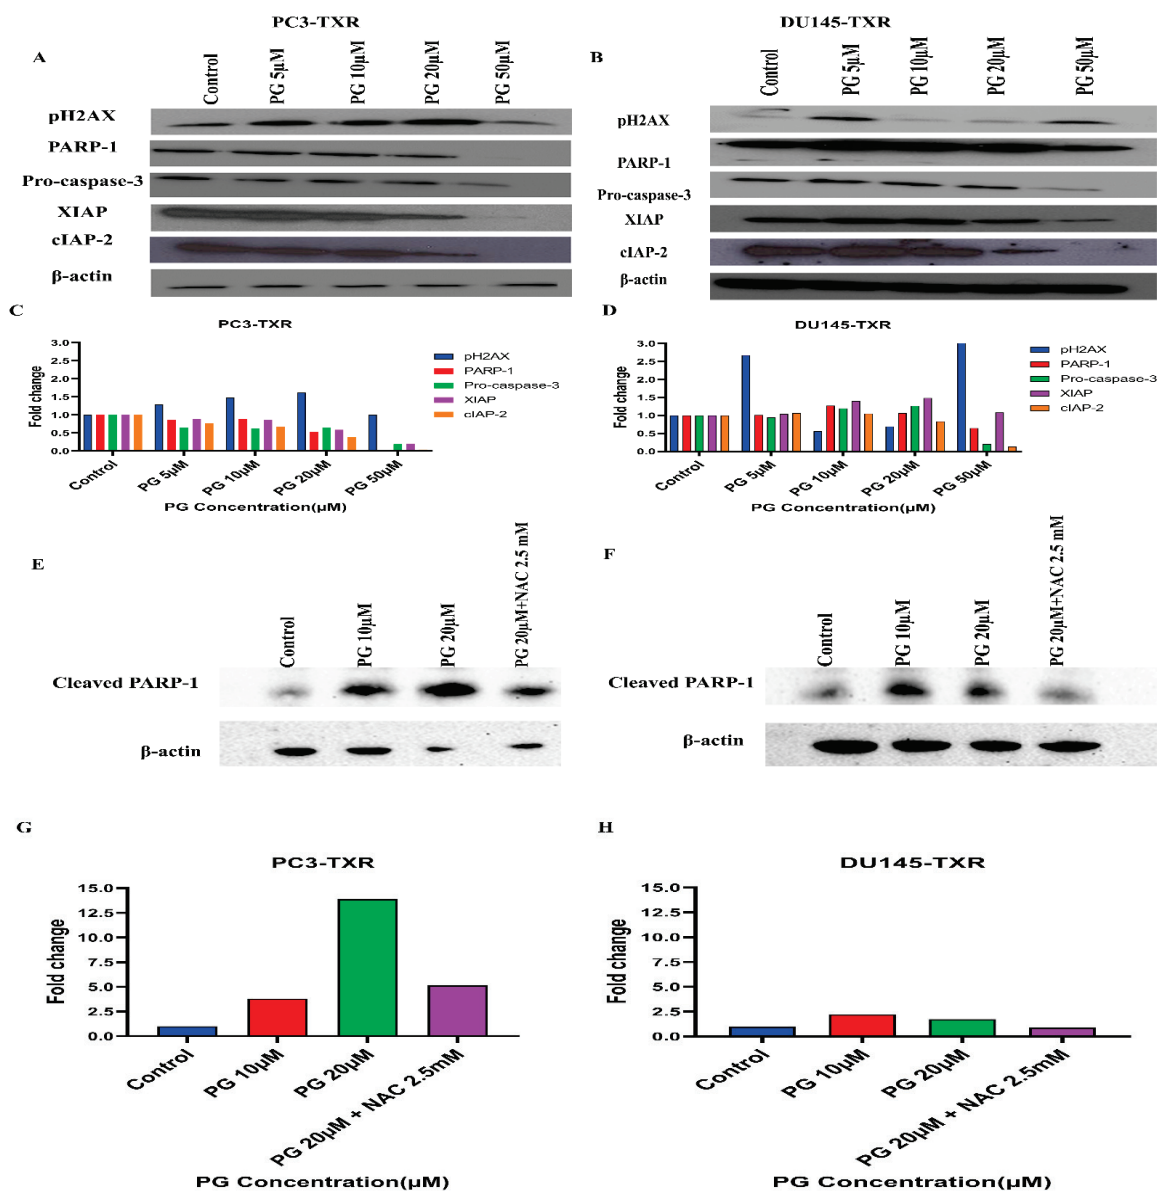 PC3-TXR
A
Control
PG 5μM
PG 10μM
PG 20μM
PG 50μM
pH2AX
PARP-1
Pro-caspase-3
XIAP
cIAP-2
β-actin
DU145-TXR
B
Control
PG 5μM
PG 10μM
PG 20μM
PG 50μM
pH2AX
PARP-1
Pro-caspase-3
XIAP
cIAP-2
β-actin
C
PC3-TXR
Fold change
3.0
2.5
2.0
1.5
1.0
0.5
0.0
Control
PG 5μM
PG 10μM
PG 20μM
PG 50μM
PG Concentration(μM)
pH2AX
PARP-1
Pro-caspase-3
XIAP
cIAP-2
D
DU145-TXR
Fold change
3.0
2.5
2.0
1.5
1.0
0.5
0.0
Control
PG 5μM
PG 10μM
PG 20μM
PG 50μM
PG Concentration(μM)
pH2AX
PARP-1
Pro-caspase-3
XIAP
cIAP-2
E
Control
PG 10μM
PG 20μM
PG 20μM+NAC 2.5 mM
Cleaved PARP-1
β-actin
F
Control
PG 10μM
PG 20μM
PG 20μM+NAC 2.5 mM
Cleaved PARP-1
β-actin
G
PC3-TXR
Fold change
15.0
12.5
10.0
7.5
5.0
2.5
0.0
Control
PG 10μM
PG 20μM
PG 20μM + NAC 2.5mM
PG Concentration(μM)
H
DU145-TXR
Fold change
15.0
12.5
10.0
7.5
5.0
2.5
0.0
Control
PG 10μM
PG 20μM
PG 20μM + NAC 2.5mM
PG Concentration(μM)